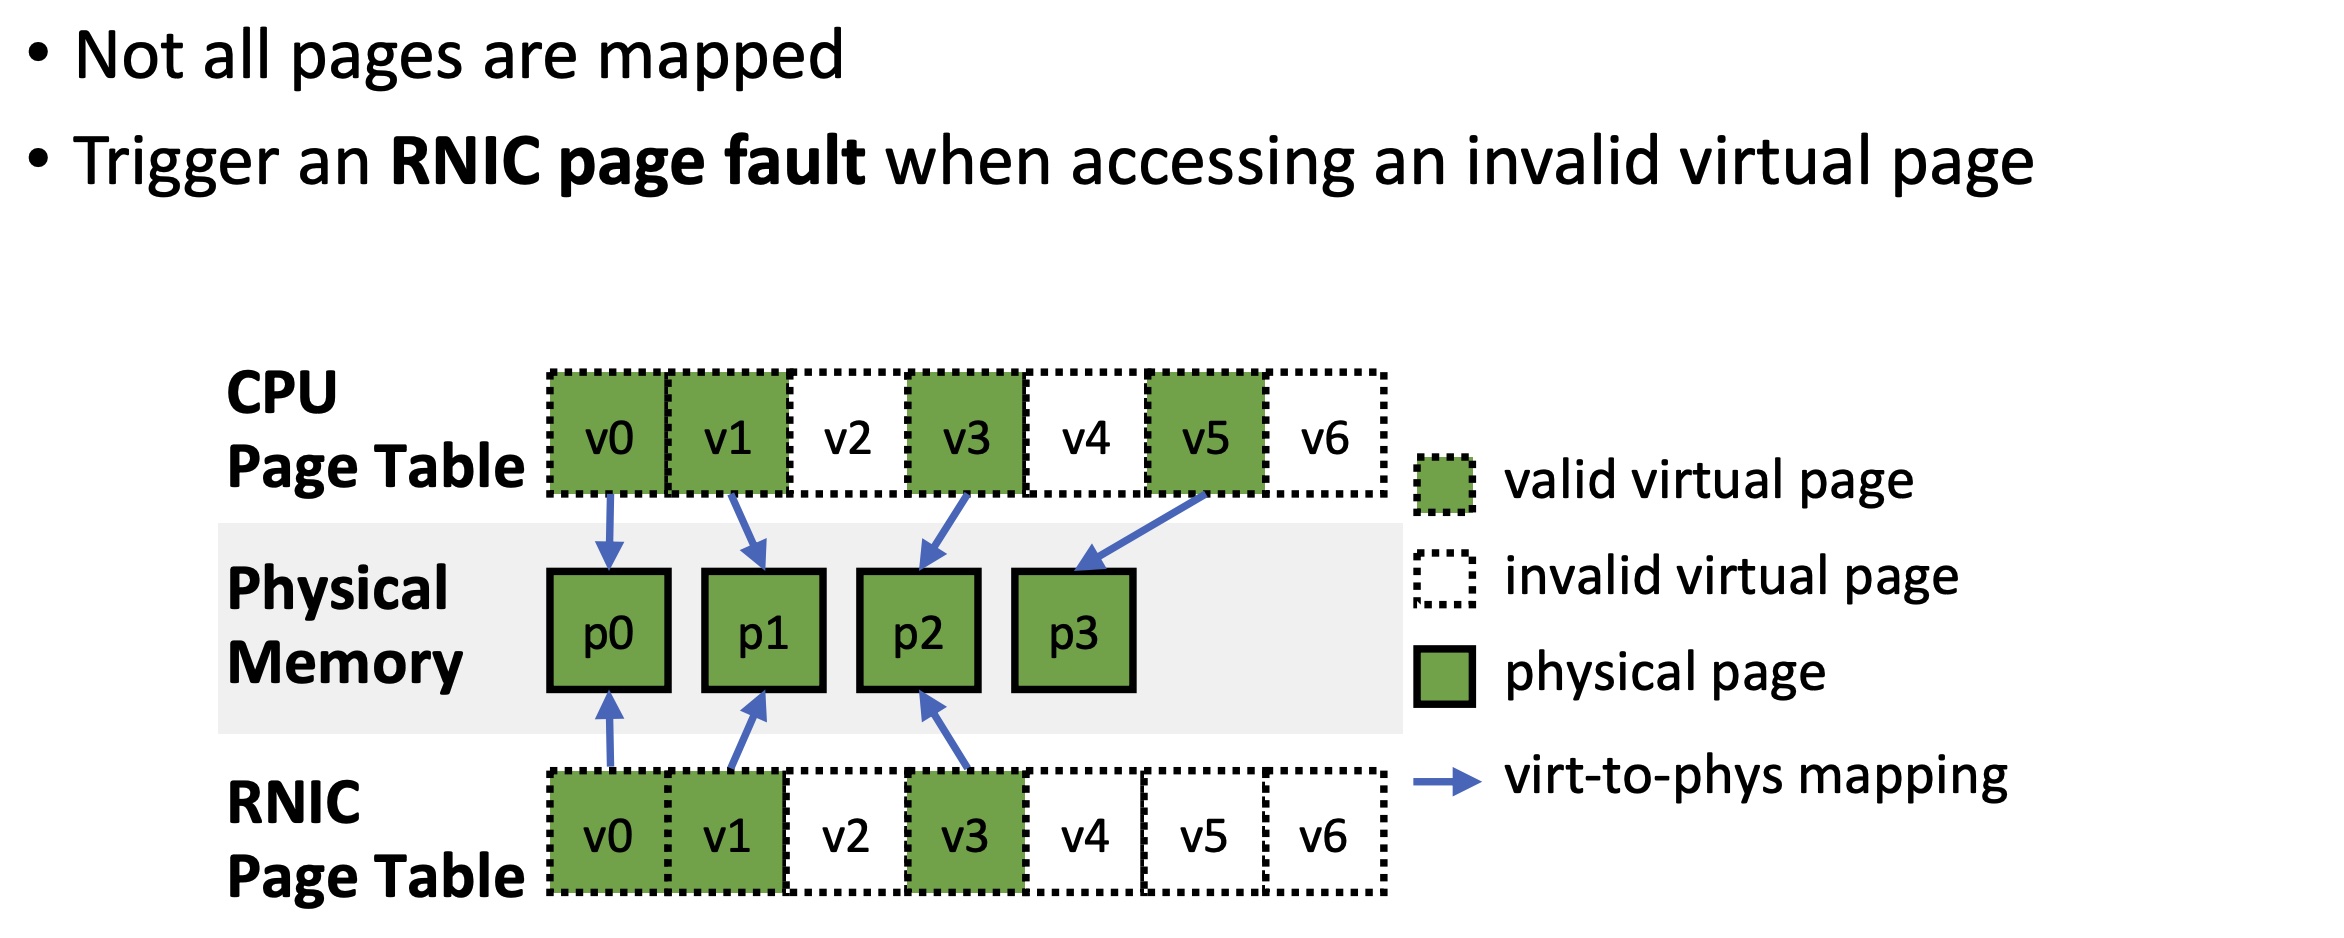 • Not all pages are mapped
• Trigger an RNIC page fault when accessing an invalid virtual page
CPU
Page Table
v0 v1 v2 v3 v4 v5 v6
Physical
Memory
p0 p1 p2 p3
RNIC
Page Table
v0 v1 v2 v3 v4 v5 v6
valid virtual page
invalid virtual page
physical page
virt-to-phys mapping